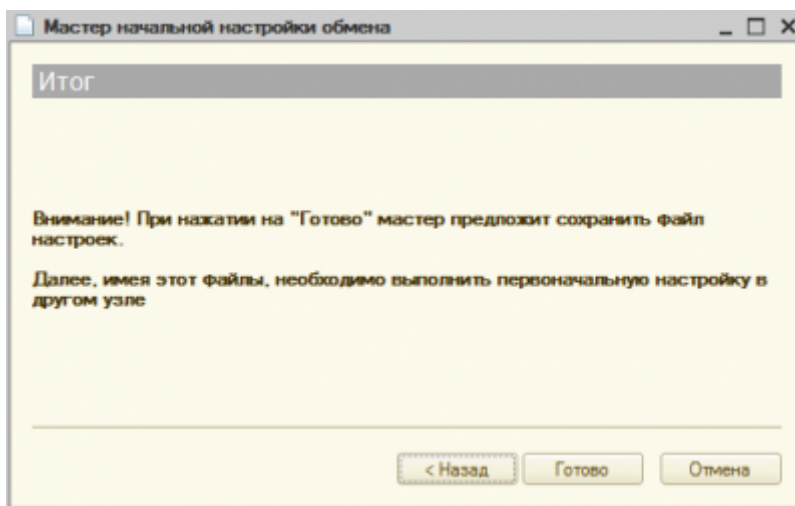 Мастер начальной настройки обмена
Итог
Внимание! При нажатии на "Готово" мастер предложит сохранить файл
настроек.
Далее, имея этот файлы, необходимо выполнить первоначальную настройку в
другом узле
< Назад Готово Отмена